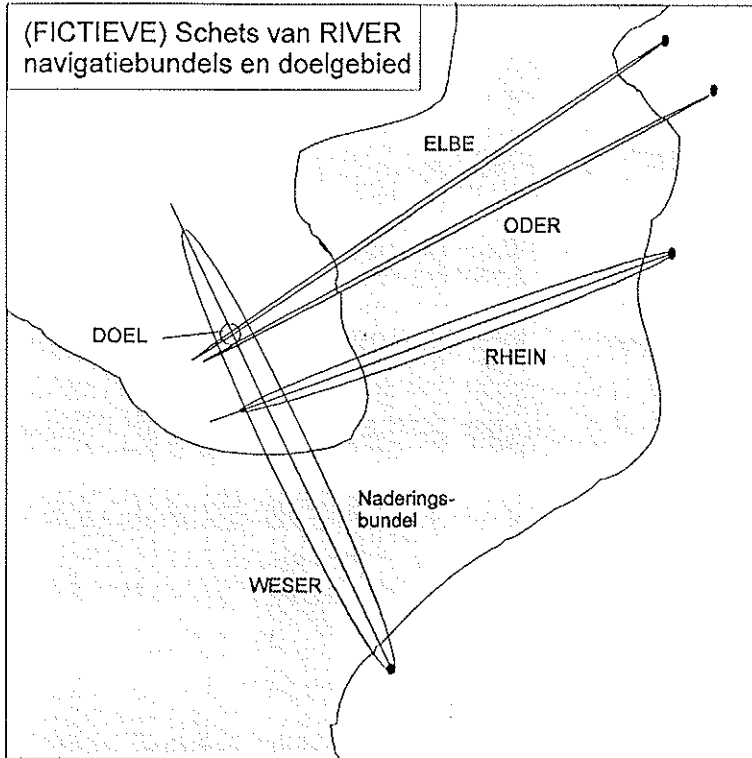 (FICTIEVE) Schets van RIVER
navigatiebundels en doelgebied
ELBE
ODER
DOEL
RHEIN
Naderings-
bundel
WESER